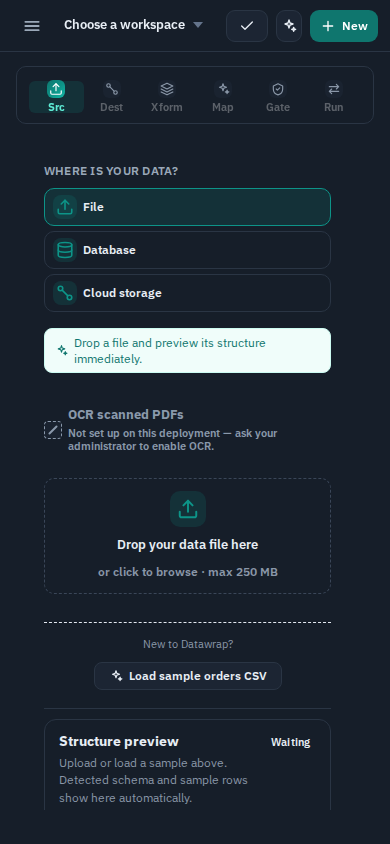 Choose a workspace
New
Src
Dest
Xform
Map
Gate
Run
WHERE IS YOUR DATA?
File
Database
Cloud storage
Drop a file and preview its structure
immediately.
OCR scanned PDFs
Not set up on this deployment — ask your
administrator to enable OCR.
Drop your data file here
or click to browse · max 250 MB
New to Datawrap?
Load sample orders CSV
Structure preview
Waiting
Upload or load a sample above.
Detected schema and sample rows
show here automatically.